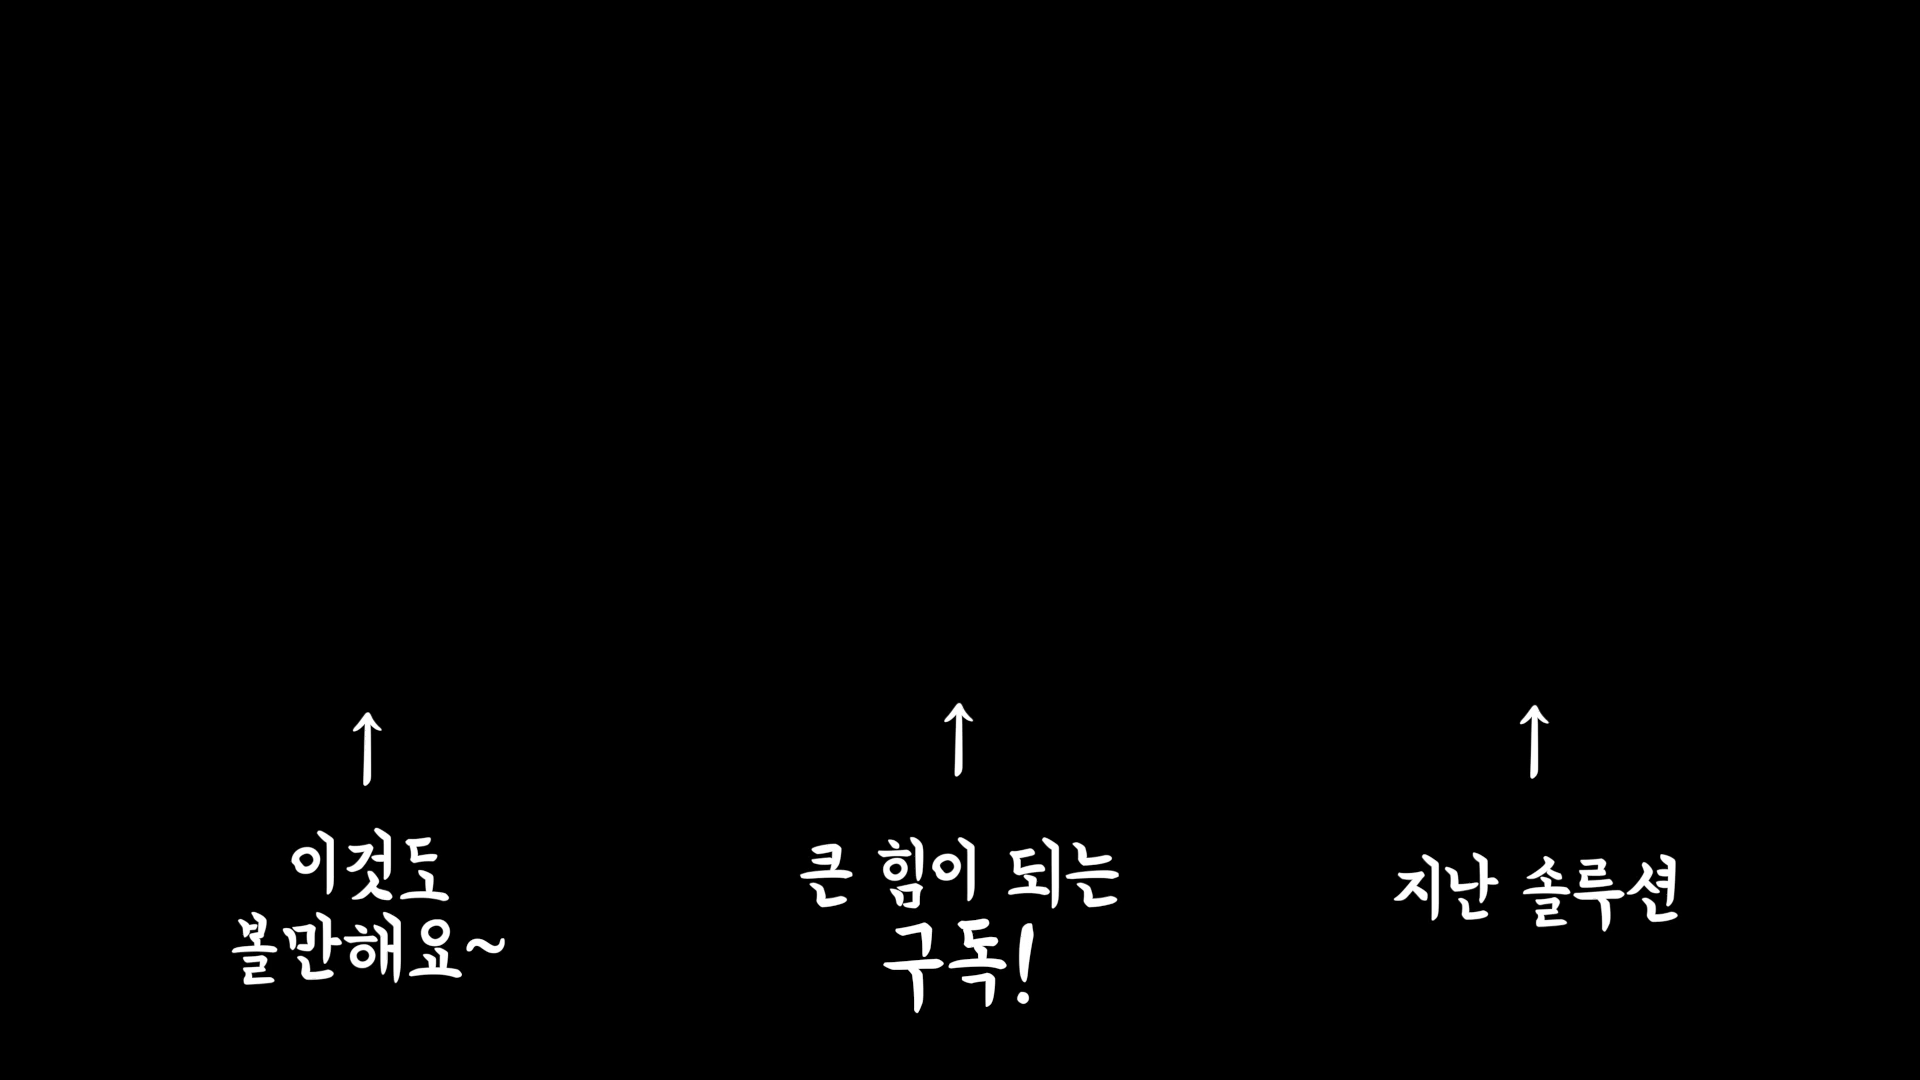 이것도
볼만해요~
큰 힘이 되는
구독!
지난 솔루션